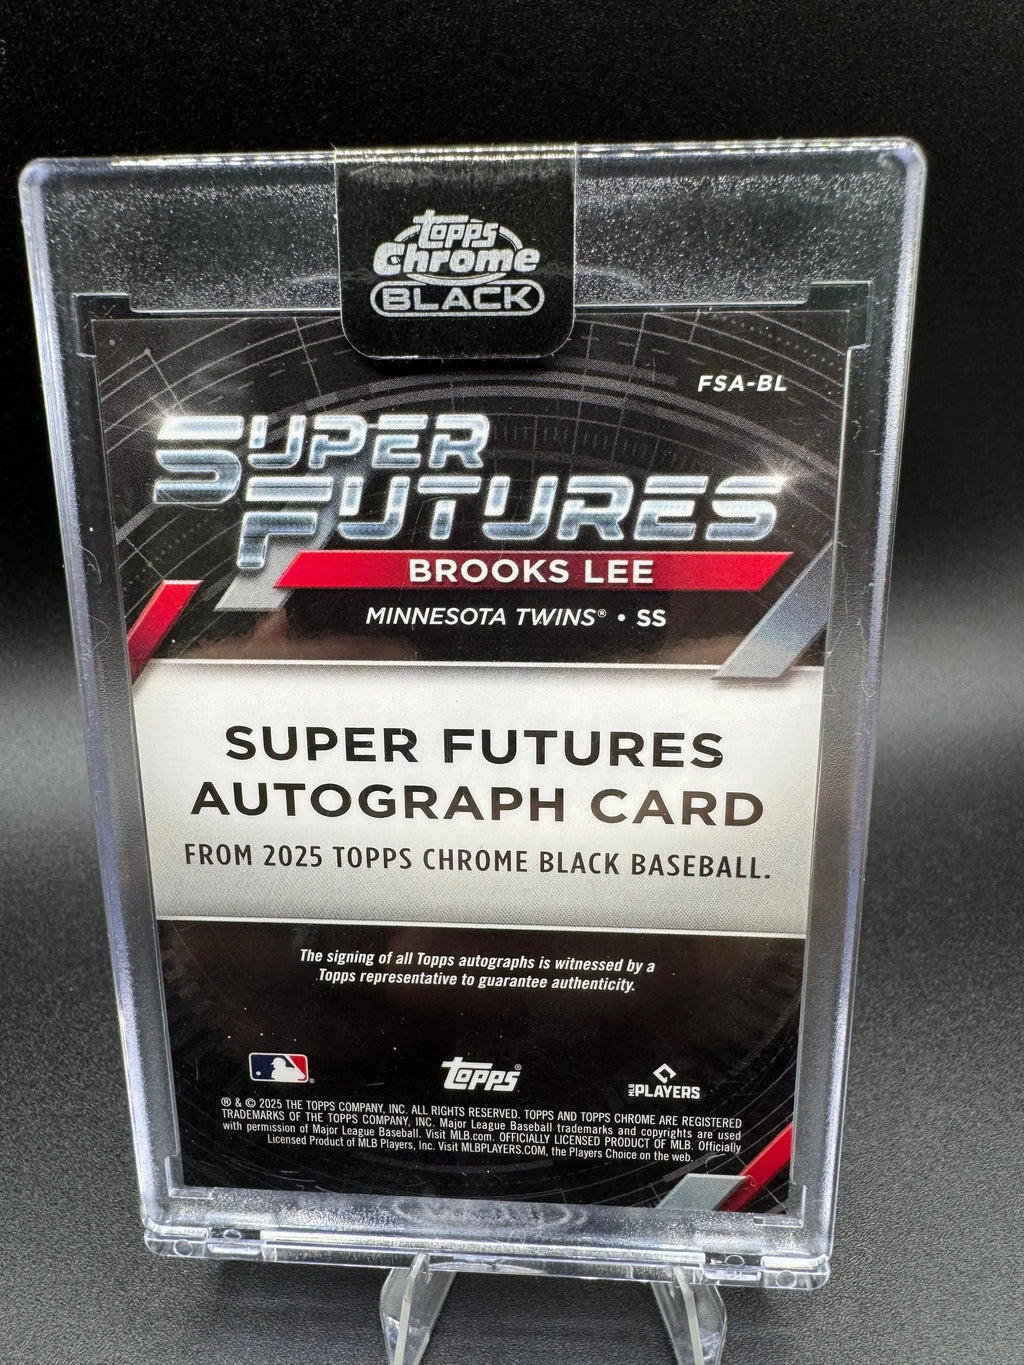 Topps
Chrome
BLACK
FSA-BL
SUPER
FUTURES
BROOKS LEE
MINNESOTA TWINS® • SS
SUPER FUTURES
AUTOGRAPH CARD
FROM 2025 TOPPS CHROME BLACK BASEBALL.
The signing of all Topps autographs is witnessed by a
Topps representative to guarantee authenticity.
Topps® MLB PLAYERS
® & © 2025 THE TOPPS COMPANY, INC. ALL RIGHTS RESERVED. TOPPS AND TOPPS CHROME ARE REGISTERED
TRADEMARKS OF THE TOPPS COMPANY, INC. Major League Baseball trademarks and copyrights are used
with permission of Major League Baseball. Visit MLB.com. OFFICIALLY LICENSED PRODUCT OF MLB. Officially
Licensed Product of MLB Players, Inc. Visit MLBPLAYERS.COM, the Players Choice on the web.